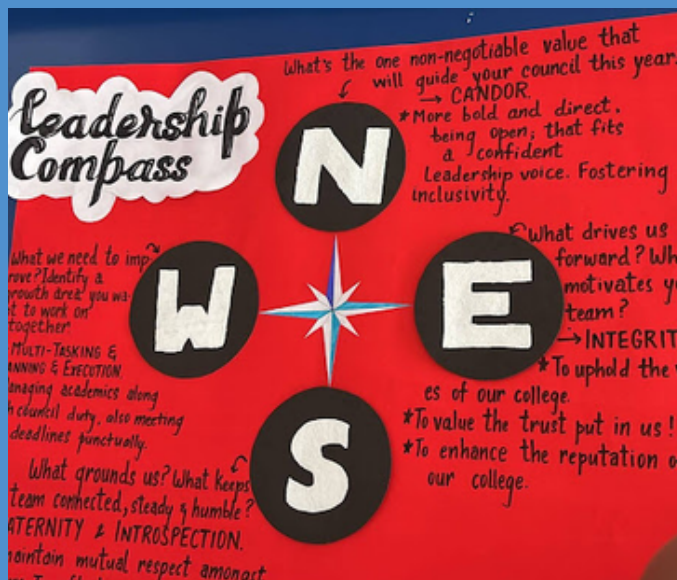 Leadership
Compass
What's the one non-negotiable value that
will guide your council this year
→ CANDOR.
*More bold and direct.
being open; that fits
a confident
Leadership voice. Fostering
inclusivity.
N
What drives us
forward?
motivates
team?
→INTEGRIT
*To uphold the
es of our college.
*To value the trust put in us!
*To enhance the reputation
our college.
E
What we need to imp
rove? Identify a
growth area you wa
t to work on
together
MULTI-TASKING &
ANNING & EXECUTION.
anaging academics along
h council duty, also meeting
deadlines punctually.
W
What grounds us? What keeps
team connected, steady & humble?
ATERNITY & INTROSPECTION.
maintain mutual respect amongst
S